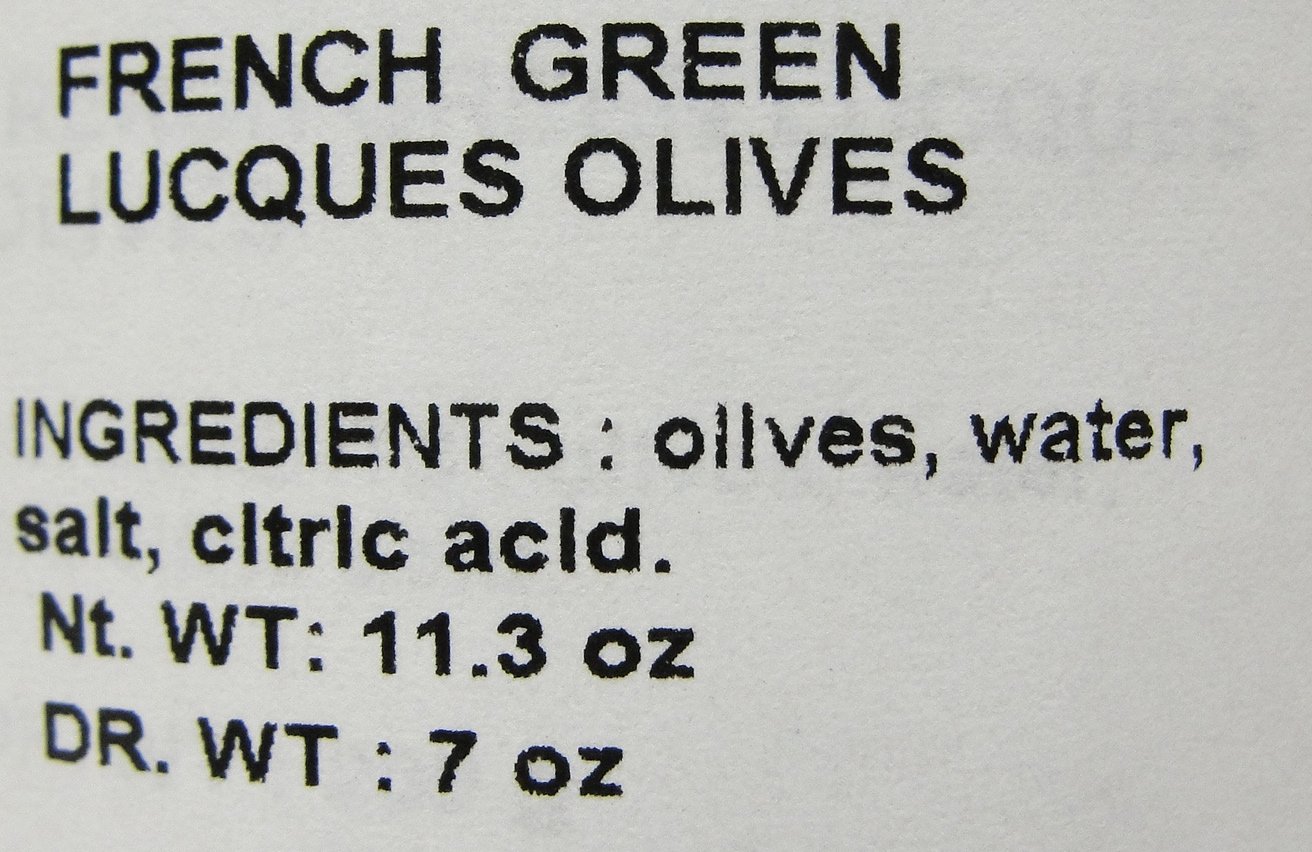 FRENCH GREEN
LUCQUES OLIVES
INGREDIENTS : olives, water,
salt, citric acid.
Nt. WT: 11.3 oz
DR. WT : 7 oz